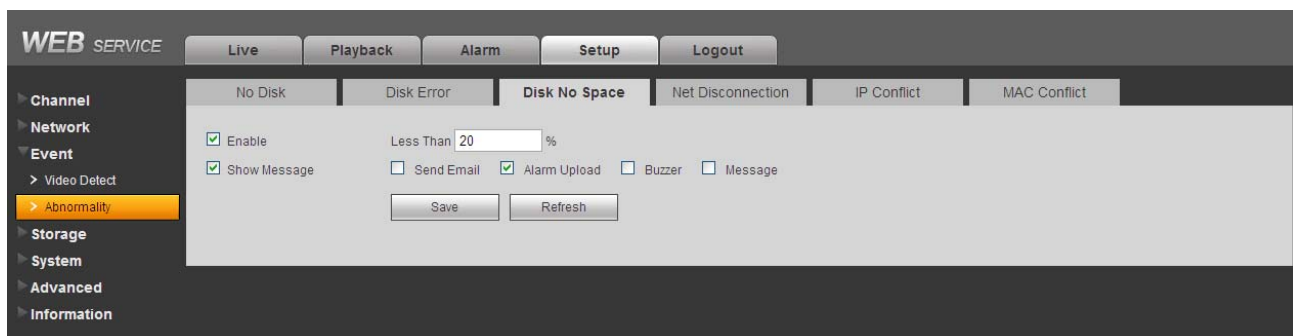 WEB SERVICE
Live Playback Alarm Setup Logout
No Disk Disk Error Disk No Space Net Disconnection IP Conflict MAC Conflict
Channel
Network
Event
> Video Detect
> Abnormality
Storage
System
Advanced
Information
Enable Less Than 20 %
Show Message Send Email Alarm Upload Buzzer Message
Save Refresh